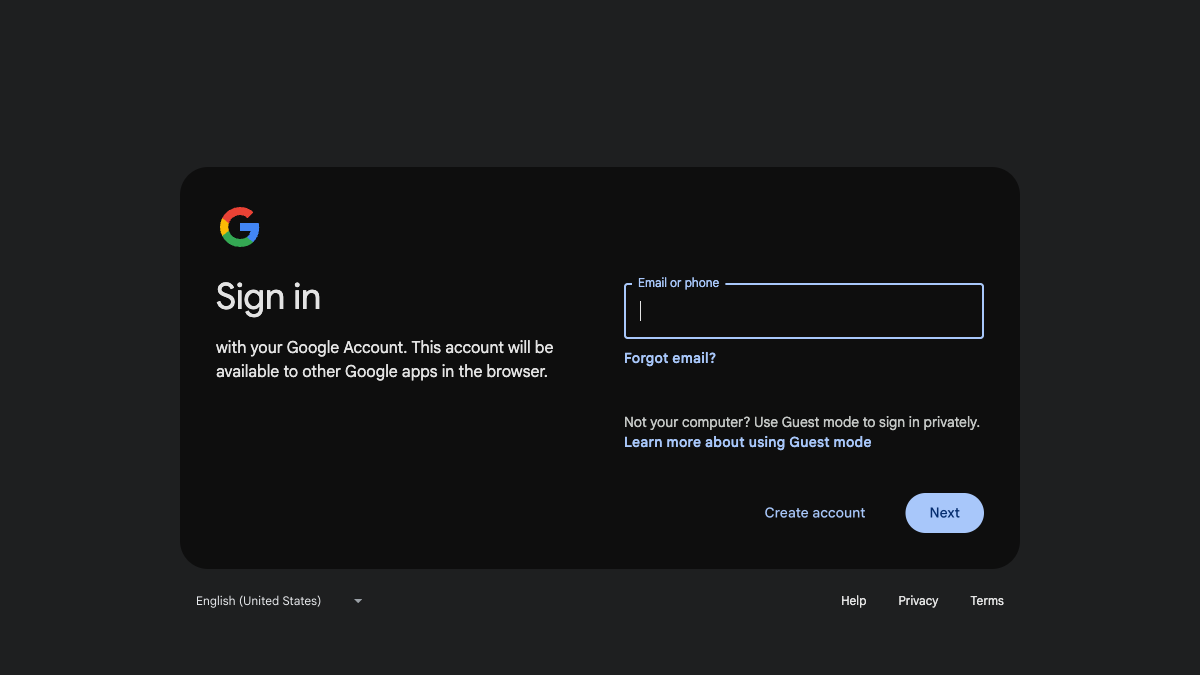 Sign in
with your Google Account. This account will be
available to other Google apps in the browser.
Email or phone
Forgot email?
Not your computer? Use Guest mode to sign in privately.
Learn more about using Guest mode
Create account
Next
English (United States)
Help
Privacy
Terms